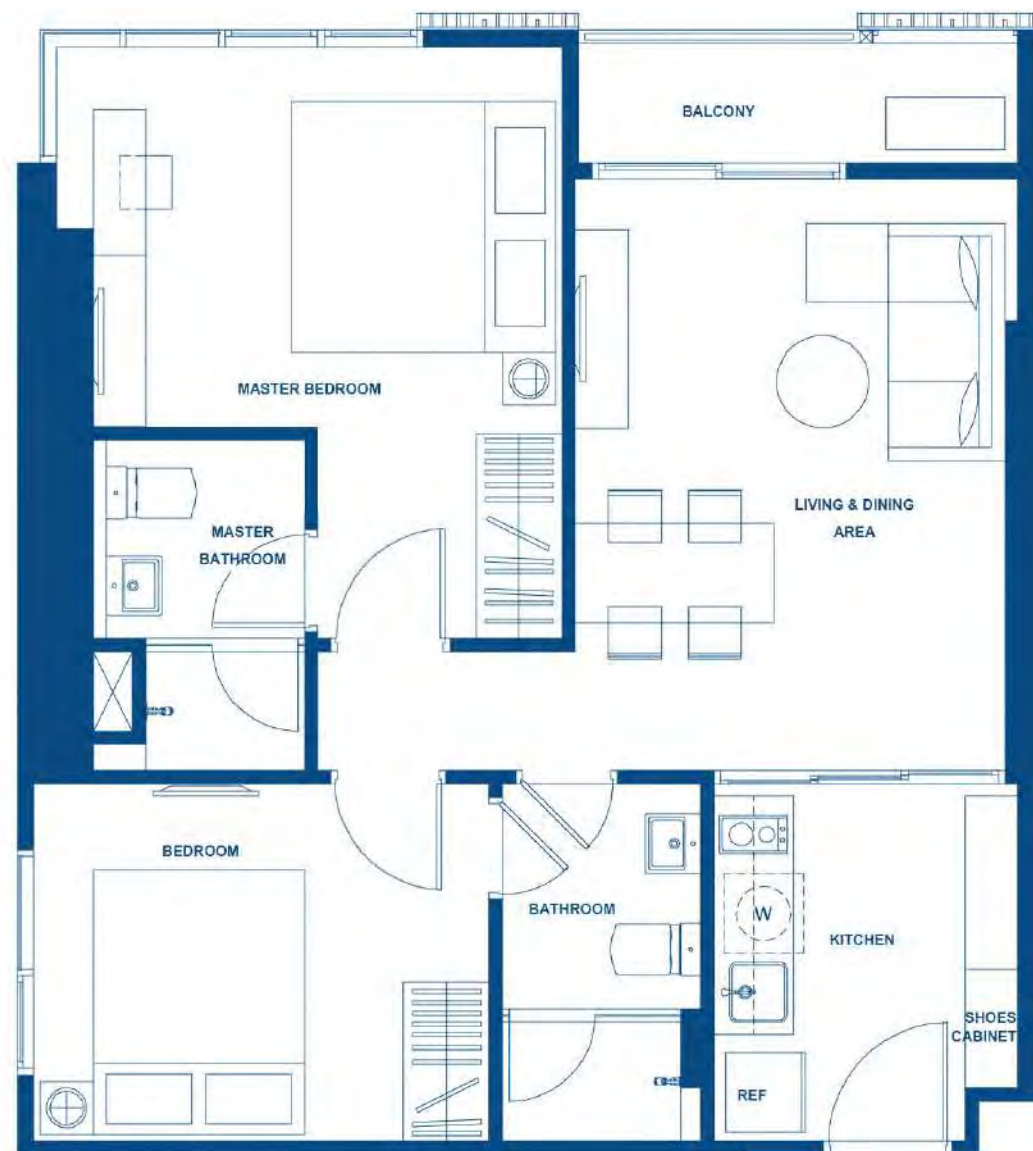 BALCONY
MASTER BEDROOM
LIVING & DINING
AREA
MASTER
BATHROOM
BEDROOM
BATHROOM
W
KITCHEN
SHOES
CABINET
REF